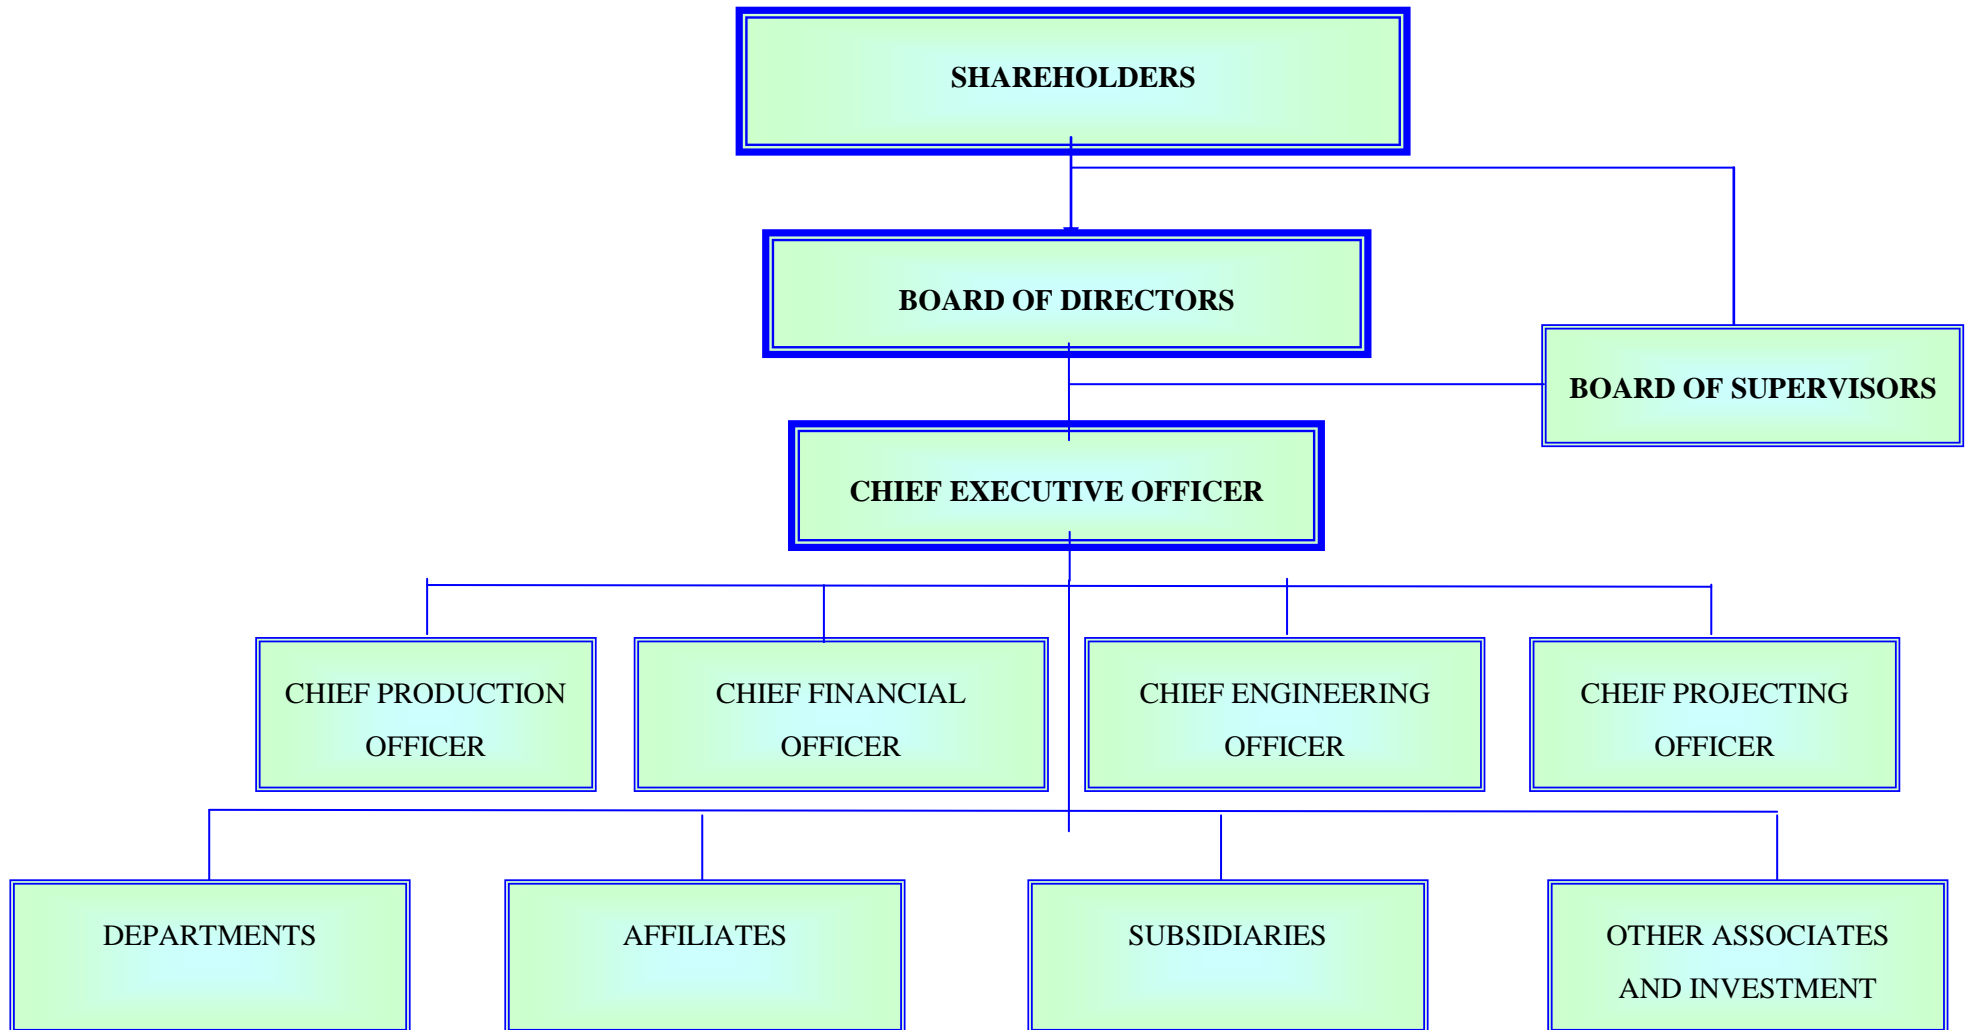 SHAREHOLDERS
BOARD OF DIRECTORS
BOARD OF SUPERVISORS
CHIEF EXECUTIVE OFFICER
CHIEF PRODUCTION
OFFICER
CHIEF FINANCIAL
OFFICER
CHIEF ENGINEERING
OFFICER
CHEIF PROJECTING
OFFICER
DEPARTMENTS
AFFILIATES
SUBSIDIARIES
OTHER ASSOCIATES
AND INVESTMENT